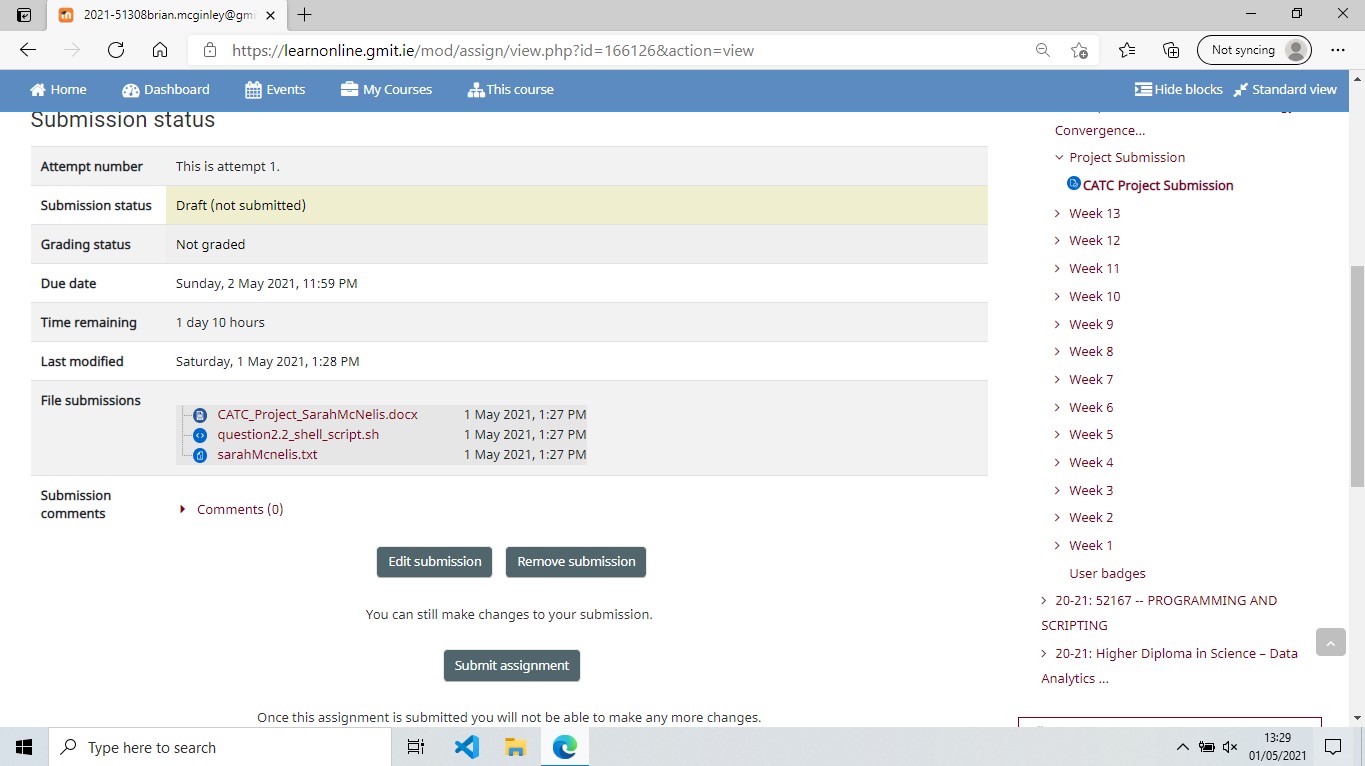 2021-51308brian.mcginley@gm
https://learnonline.gmit.ie/mod/assign/view.php?id=166126&action=view
Not syncing
Home
Dashboard
Events
My Courses
This course
Hide blocks
Standard view
Submission status
Attempt number This is attempt 1.
Submission status Draft (not submitted)
Grading status Not graded
Due date Sunday, 2 May 2021, 11:59 PM
Time remaining 1 day 10 hours
Last modified Saturday, 1 May 2021, 1:28 PM
File submissions
CATC_Project_SarahMcNelis.docx 1 May 2021, 1:27 PM
question2.2_shell_script.sh 1 May 2021, 1:27 PM
sarahMcnelis.txt 1 May 2021, 1:27 PM
Submission
comments
Comments (0)
Edit submission
Remove submission
You can still make changes to your submission.
Submit assignment
Once this assignment is submitted you will not be able to make any more changes.
Convergence...
Project Submission
CATC Project Submission
Week 13
Week 12
Week 11
Week 10
Week 9
Week 8
Week 7
Week 6
Week 5
Week 4
Week 3
Week 2
Week 1
User badges
20-21: 52167 -- PROGRAMMING AND
SCRIPTING
20-21: Higher Diploma in Science – Data
Analytics ...
Type here to search
13:29
01/05/2021